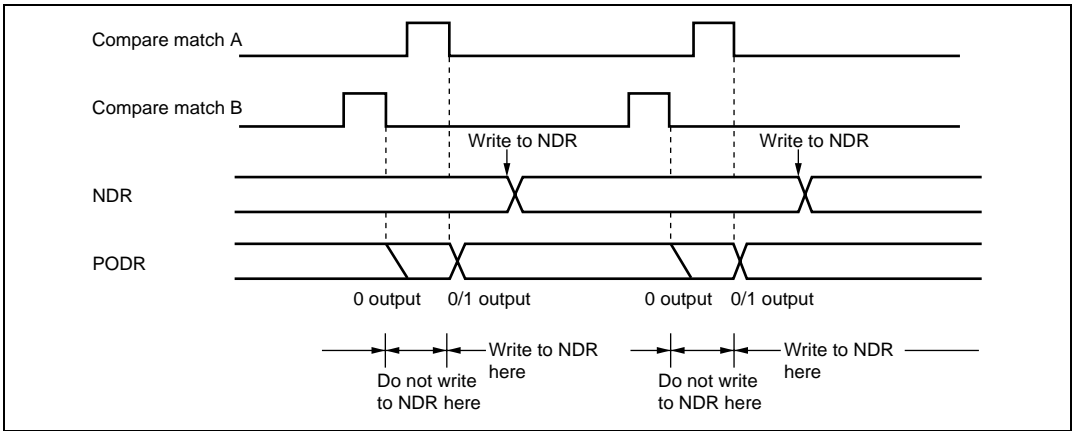 Compare match A
Compare match B
Write to NDR
Write to NDR
NDR
PODR
0 output
0/1 output
0 output
0/1 output
Write to NDR
here
Do not write
to NDR here
Write to NDR
here
Do not write
to NDR here